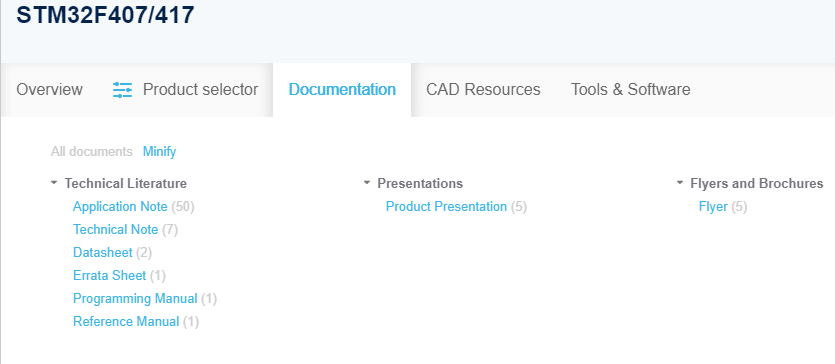 STM32F407/417
Overview Product selector Documentation CAD Resources Tools & Software
All documents Minify
Technical Literature
Application Note (50)
Technical Note (7)
Datasheet (2)
Errata Sheet (1)
Programming Manual (1)
Reference Manual (1)
Presentations
Product Presentation (5)
Flyers and Brochures
Flyer (5)